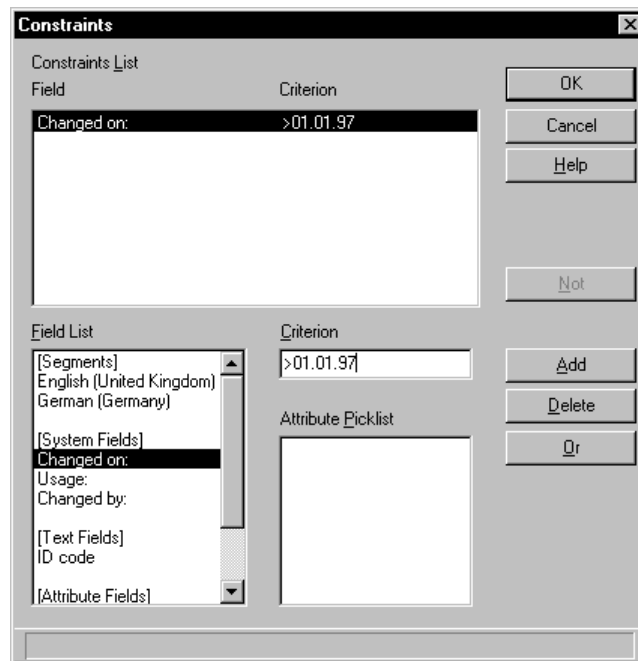 Constraints
Constraints List
Field Criterion
OK
Changed on: >01.01.97
Cancel
Help
Not
Field List
Criterion
[Segments]
English (United Kingdom)
German (Germany)
[System Fields]
Changed on:
Usage:
Changed by:
[Text Fields]
ID code
[Attribute Fields]
>01.01.97
Attribute Picklist
Add
Delete
Or